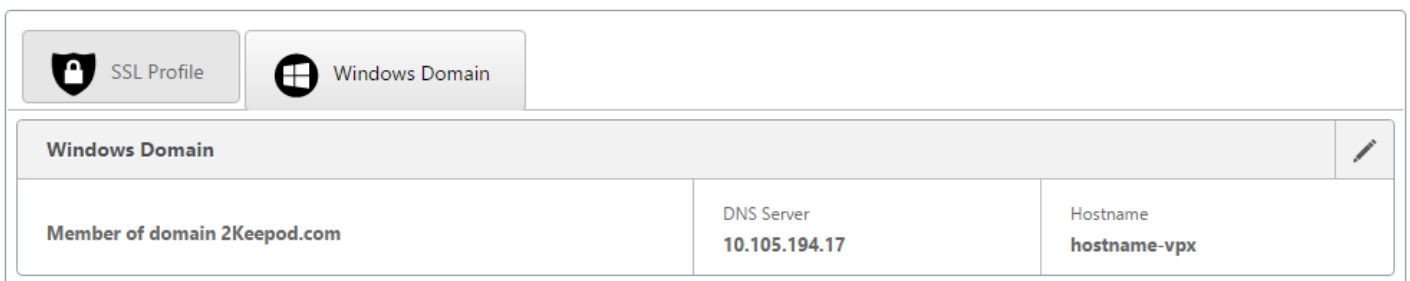 SSL Profile
Windows Domain
Windows Domain
Member of domain 2Keepod.com
DNS Server
10.105.194.17
Hostname
hostname-vpx